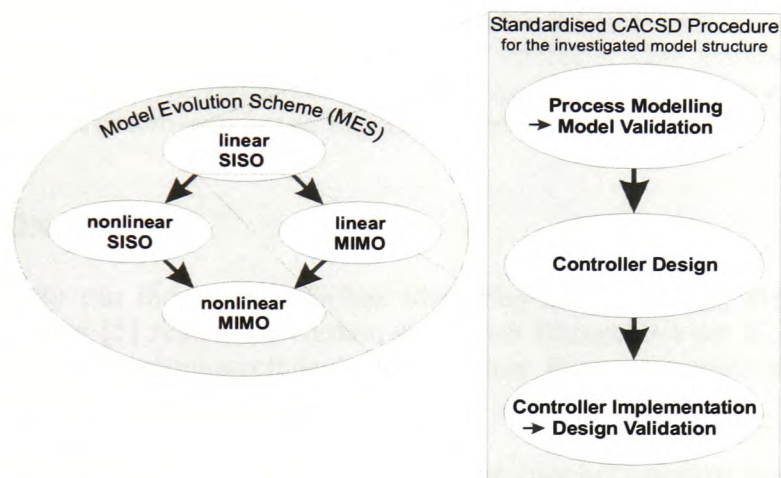 Model Evolution Scheme (MES)
linear
SISO
nonlinear
SISO
linear
MIMO
nonlinear
MIMO
Standardised CACSD Procedure
for the investigated model structure
Process Modelling
→ Model Validation
Controller Design
Controller Implementation
→ Design Validation